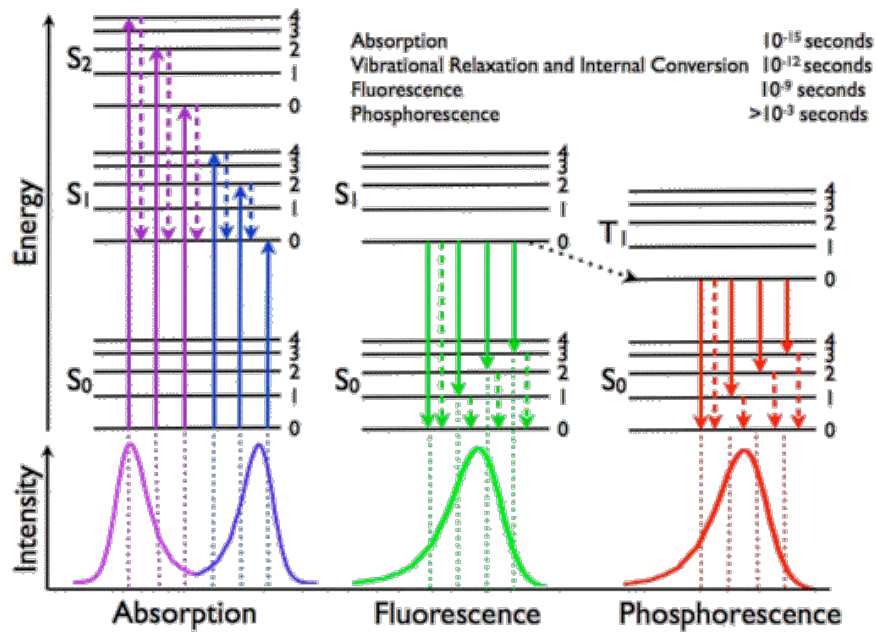 Absorption 10⁻¹⁵ seconds
Vibrational Relaxation and Internal Conversion 10⁻¹² seconds
Fluorescence 10⁻⁹ seconds
Phosphorescence >10⁻³ seconds
Energy
S₂
4
3
2
1
0
S₁
4
3
2
1
0
S₀
4
3
2
1
0
S₁
4
3
2
1
0
S₀
4
3
2
1
0
T₁
4
3
2
1
0
S₀
4
3
2
1
0
Intensity
Absorption Fluorescence Phosphorescence